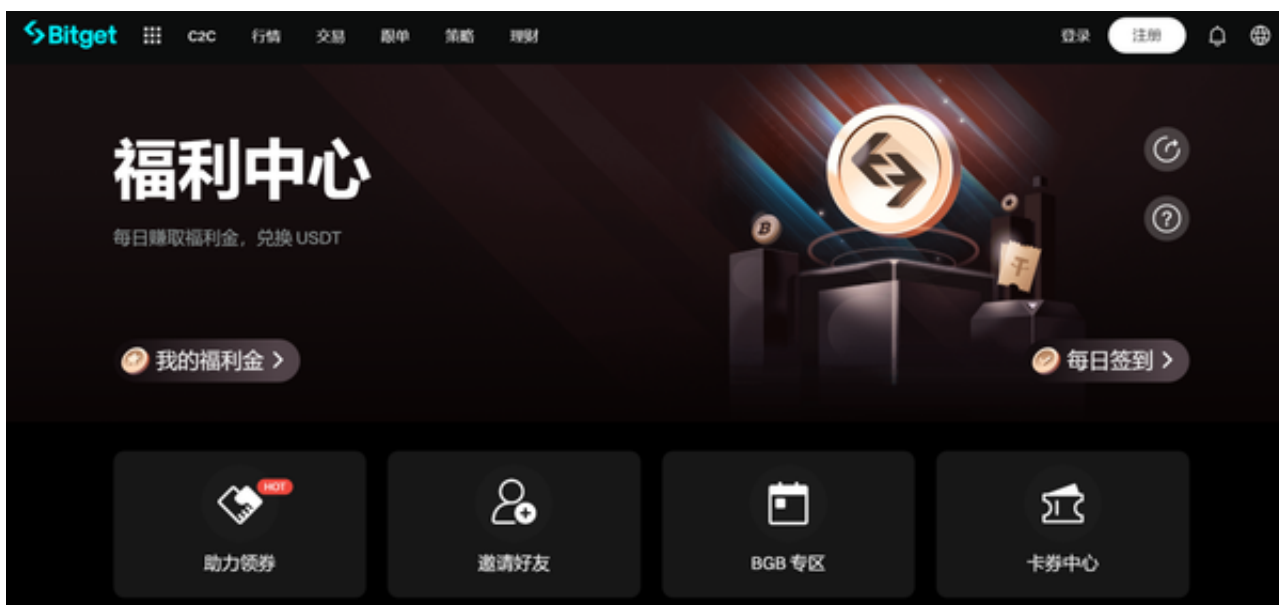 Bitget C2C 行情 交易 跟单 策略 理财 登录 注册
福利中心
每日赚取福利金，兑换 USDT
我的福利金
每日签到
HOT
助力领券
邀请好友
BGB 专区
卡券中心